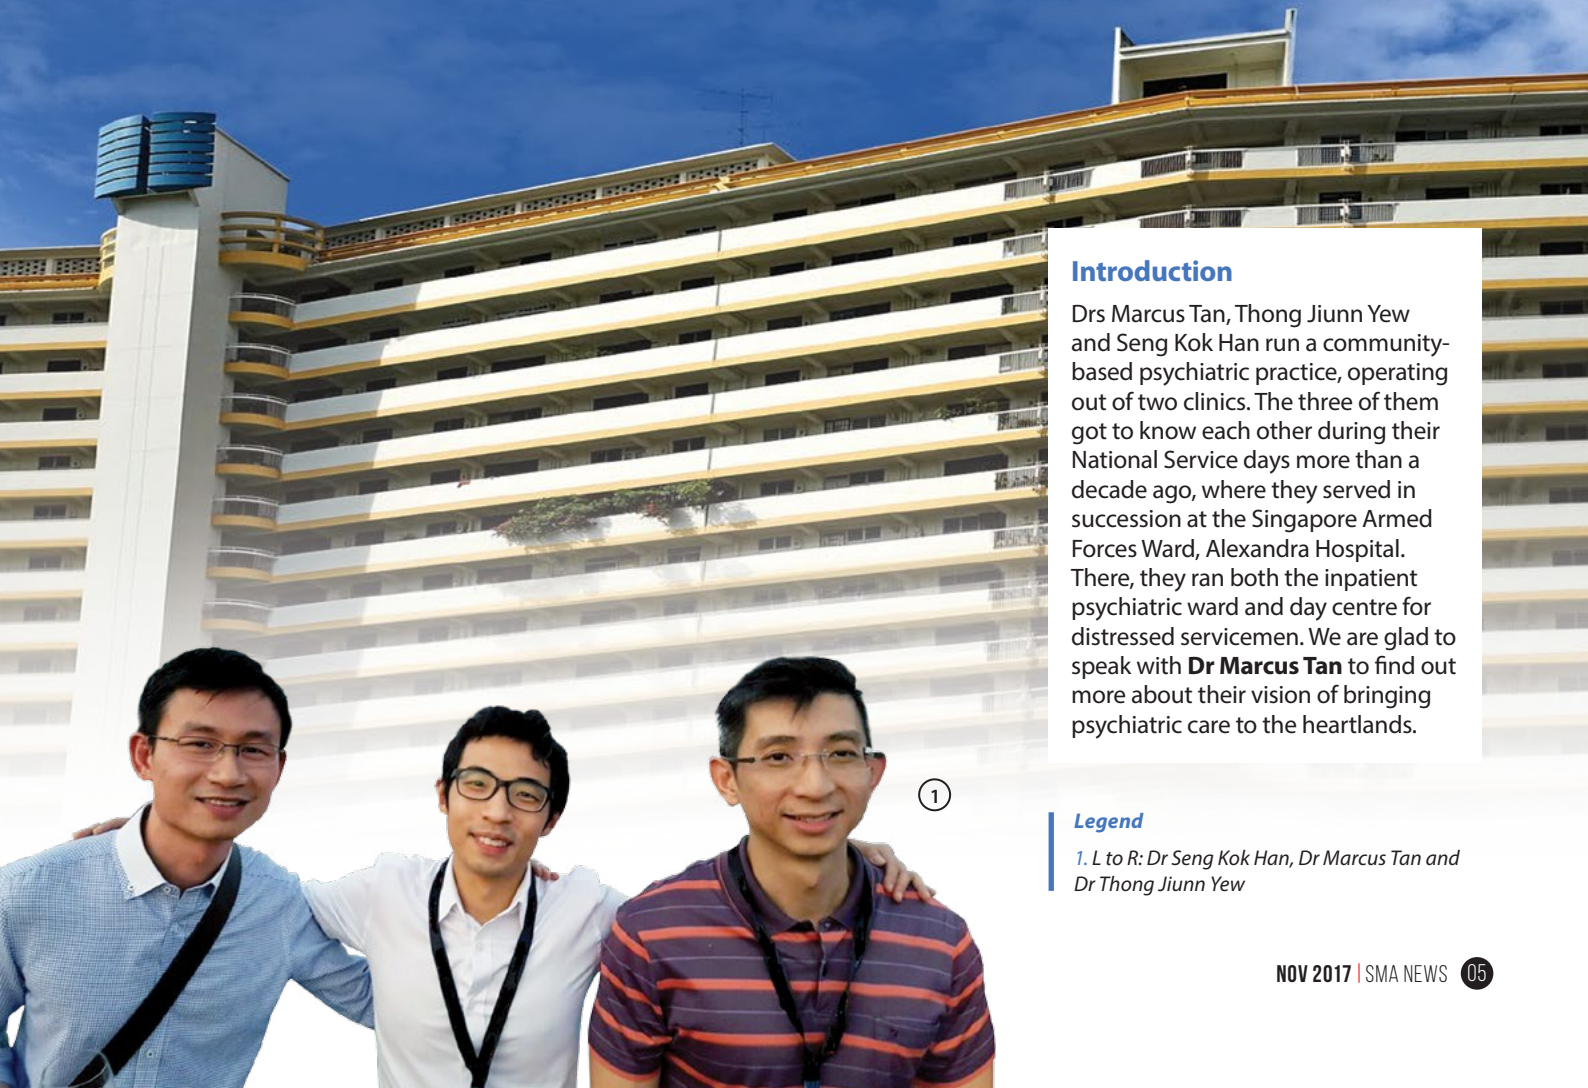 Introduction
Drs Marcus Tan, Thong Jiunn Yew
and Seng Kok Han run a community-
based psychiatric practice, operating
out of two clinics. The three of them
got to know each other during their
National Service days more than a
decade ago, where they served in
succession at the Singapore Armed
Forces Ward, Alexandra Hospital.
There, they ran both the inpatient
psychiatric ward and day centre for
distressed servicemen. We are glad to
speak with Dr Marcus Tan to find out
more about their vision of bringing
psychiatric care to the heartlands.
1
Legend
1. L to R: Dr Seng Kok Han, Dr Marcus Tan and
Dr Thong Jiunn Yew
NOV 2017 | SMA NEWS 05